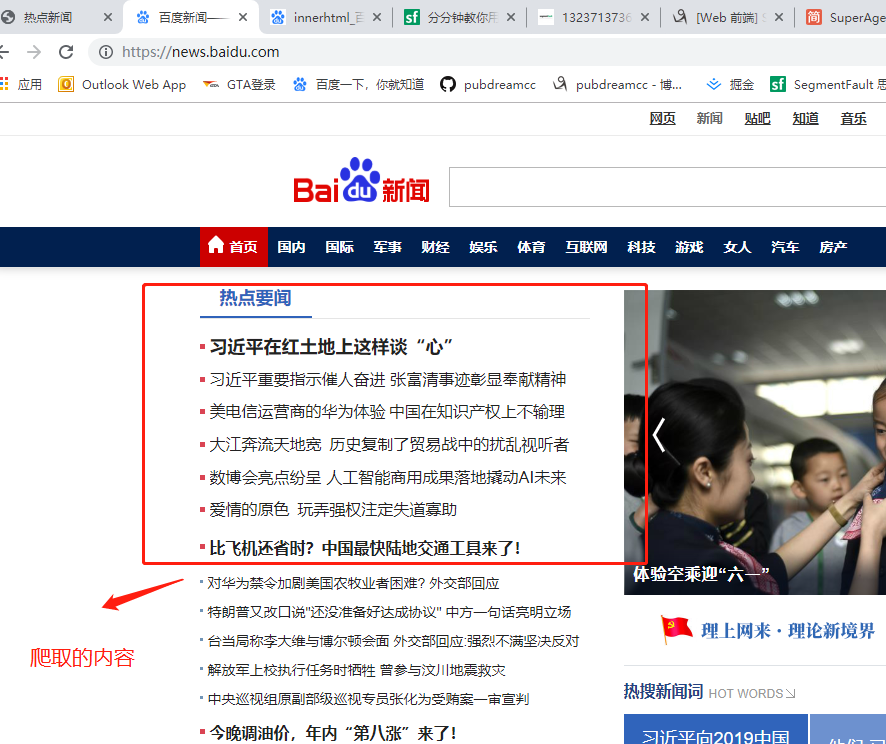 热点新闻 百度新闻—— innerhtml_百 分分钟教你用 1323713736 [Web 前端] SuperAge
https://news.baidu.com
应用 Outlook Web App GTA登录 百度一下，你就知道 pubdreamcc pubdreamcc - 博... 掘金 SegmentFault 思
网页 新闻 贴吧 知道 音乐
Bai du 新闻
首页 国内 国际 军事 财经 娱乐 体育 互联网 科技 游戏 女人 汽车 房产
热点要闻
习近平在红土地上这样谈“心”
习近平重要指示催人奋进 张富清事迹彰显奉献精神
美电信运营商的华为体验 中国在知识产权上不输理
大江奔流天地宽 历史复制了贸易战中的扰乱视听者
数博会亮点纷呈 人工智能商用成果落地撬动AI未来
爱情的原色 玩弄强权注定失道寡助
比飞机还省时？中国最快陆地交通工具来了！
对华为禁令加剧美国农牧业者困难？外交部回应
特朗普又改口说"还没准备好达成协议" 中方一句话亮明立场
台当局称李大维与博尔顿会面 外交部回应:强烈不满坚决反对
解放军上校执行任务时牺牲 曾参与汶川地震救灾
中央巡视组原副部级巡视专员张化为受贿案一审宣判
今晚调油价，年内“第八涨”来了！
爬取的内容
体验空乘迎“六一”
理上网来·理论新境界
热搜新闻词 HOT WORDS
习近平向2019中国